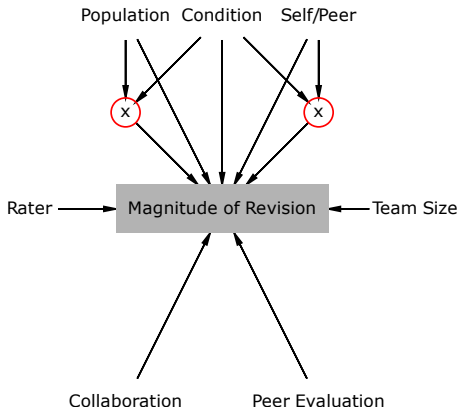 Population Condition Self/Peer
x x
Rater Magnitude of Revision Team Size
Collaboration Peer Evaluation